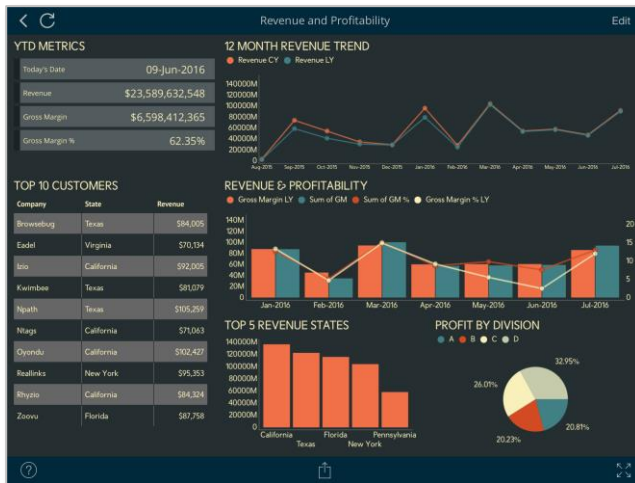 Revenue and Profitability
Edit
YTD METRICS
Today's Date 09-Jun-2016
Revenue $23,589,632,548
Gross Margin $6,598,412,365
Gross Margin % 62.35%
12 MONTH REVENUE TREND
Revenue CY Revenue LY
140000M
120000M
100000M
80000M
60000M
40000M
20000M
0
Aug-2015 Sep-2015 Oct-2015 Nov-2015 Dec-2015 Jan-2016 Feb-2016 Mar-2016 Apr-2016 May-2016 Jun-2016 Jul-2016
TOP 10 CUSTOMERS
Company State Revenue
Browsebug Texas $84,005
Eadel Virginia $70,134
Izio California $92,005
Kwimbee Texas $81,079
Npath Texas $105,259
Ntags California $71,063
Oyondu California $102,427
Reallinks New York $95,353
Rhyzio California $84,324
Zoovu Florida $87,758
REVENUE & PROFITABILITY
Gross Margin LY Sum of GM Sum of GM % Gross Margin % LY
140M
120M
100M
80M
60M
40M
20M
0
20
15
10
5
0
Jan-2016 Feb-2016 Mar-2016 Apr-2016 May-2016 Jun-2016 Jul-2016
TOP 5 REVENUE STATES
140000M
120000M
100000M
80000M
60000M
40000M
20000M
0
California Florida Pennsylvania
Texas New York
PROFIT BY DIVISION
A B C D
32.95%
26.01%
20.81%
20.23%
?